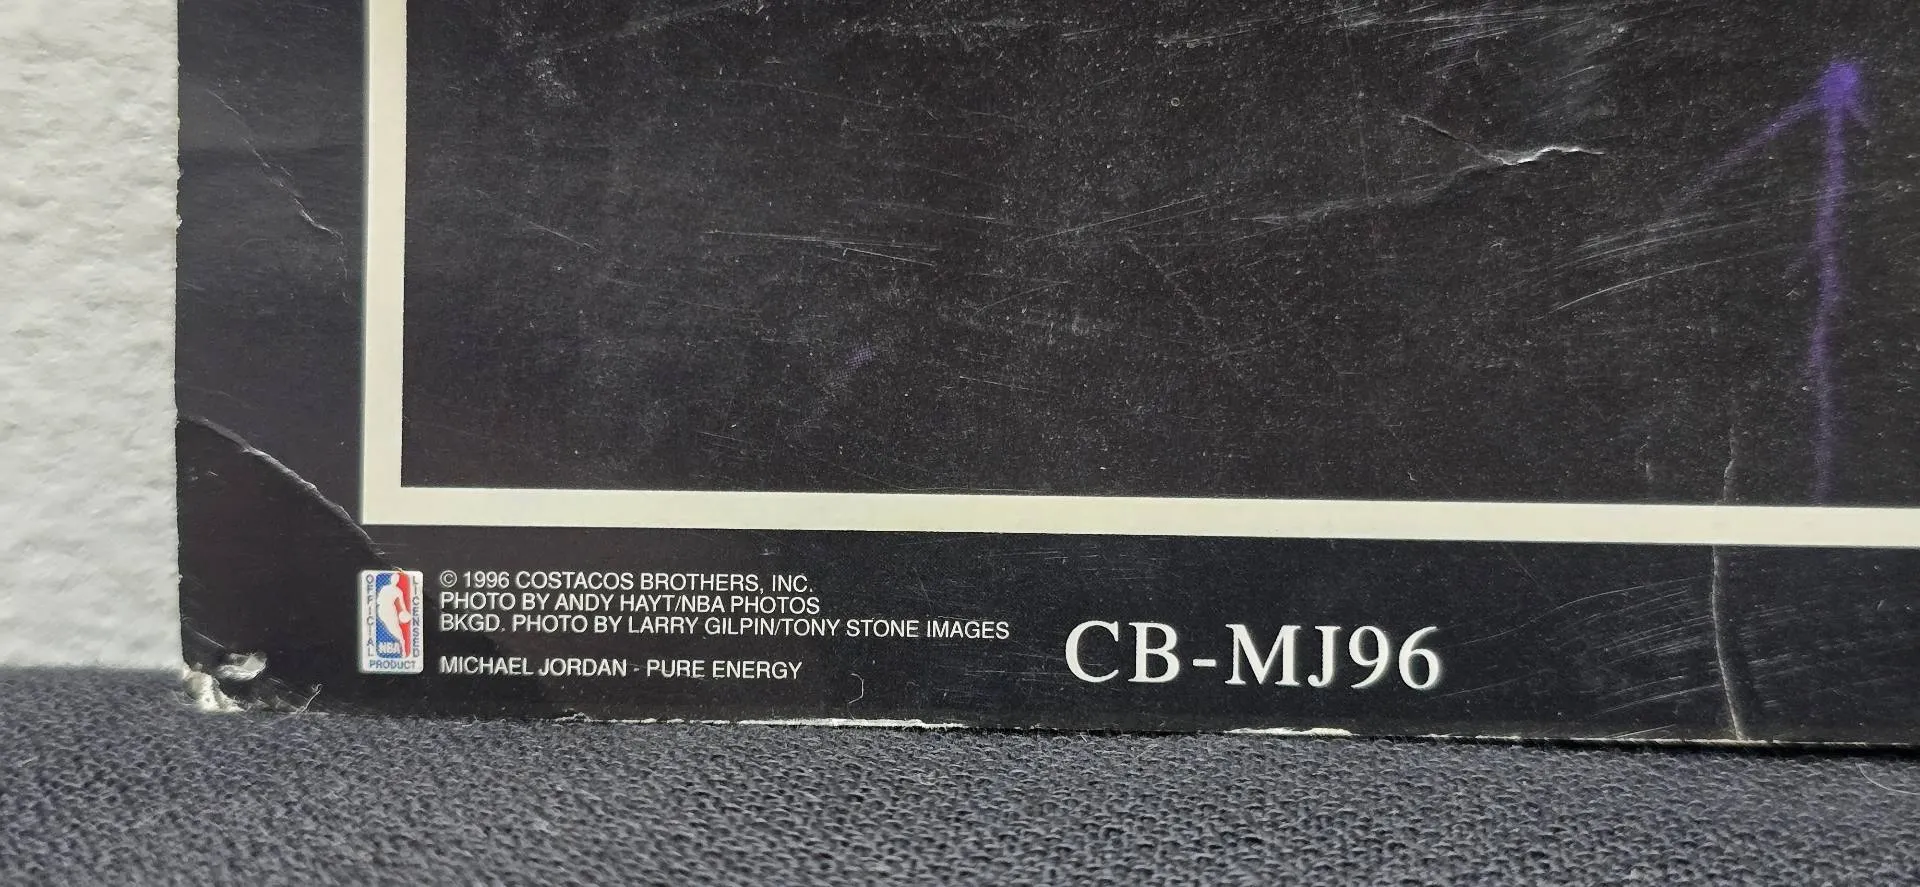 © 1996 COSTACOS BROTHERS, INC.
PHOTO BY ANDY HAYT/NBA PHOTOS
BKGD. PHOTO BY LARRY GILPIN/TONY STONE IMAGES
MICHAEL JORDAN - PURE ENERGY
CB-MJ96
OFFICIAL
LICENSED
NBA
PRODUCT